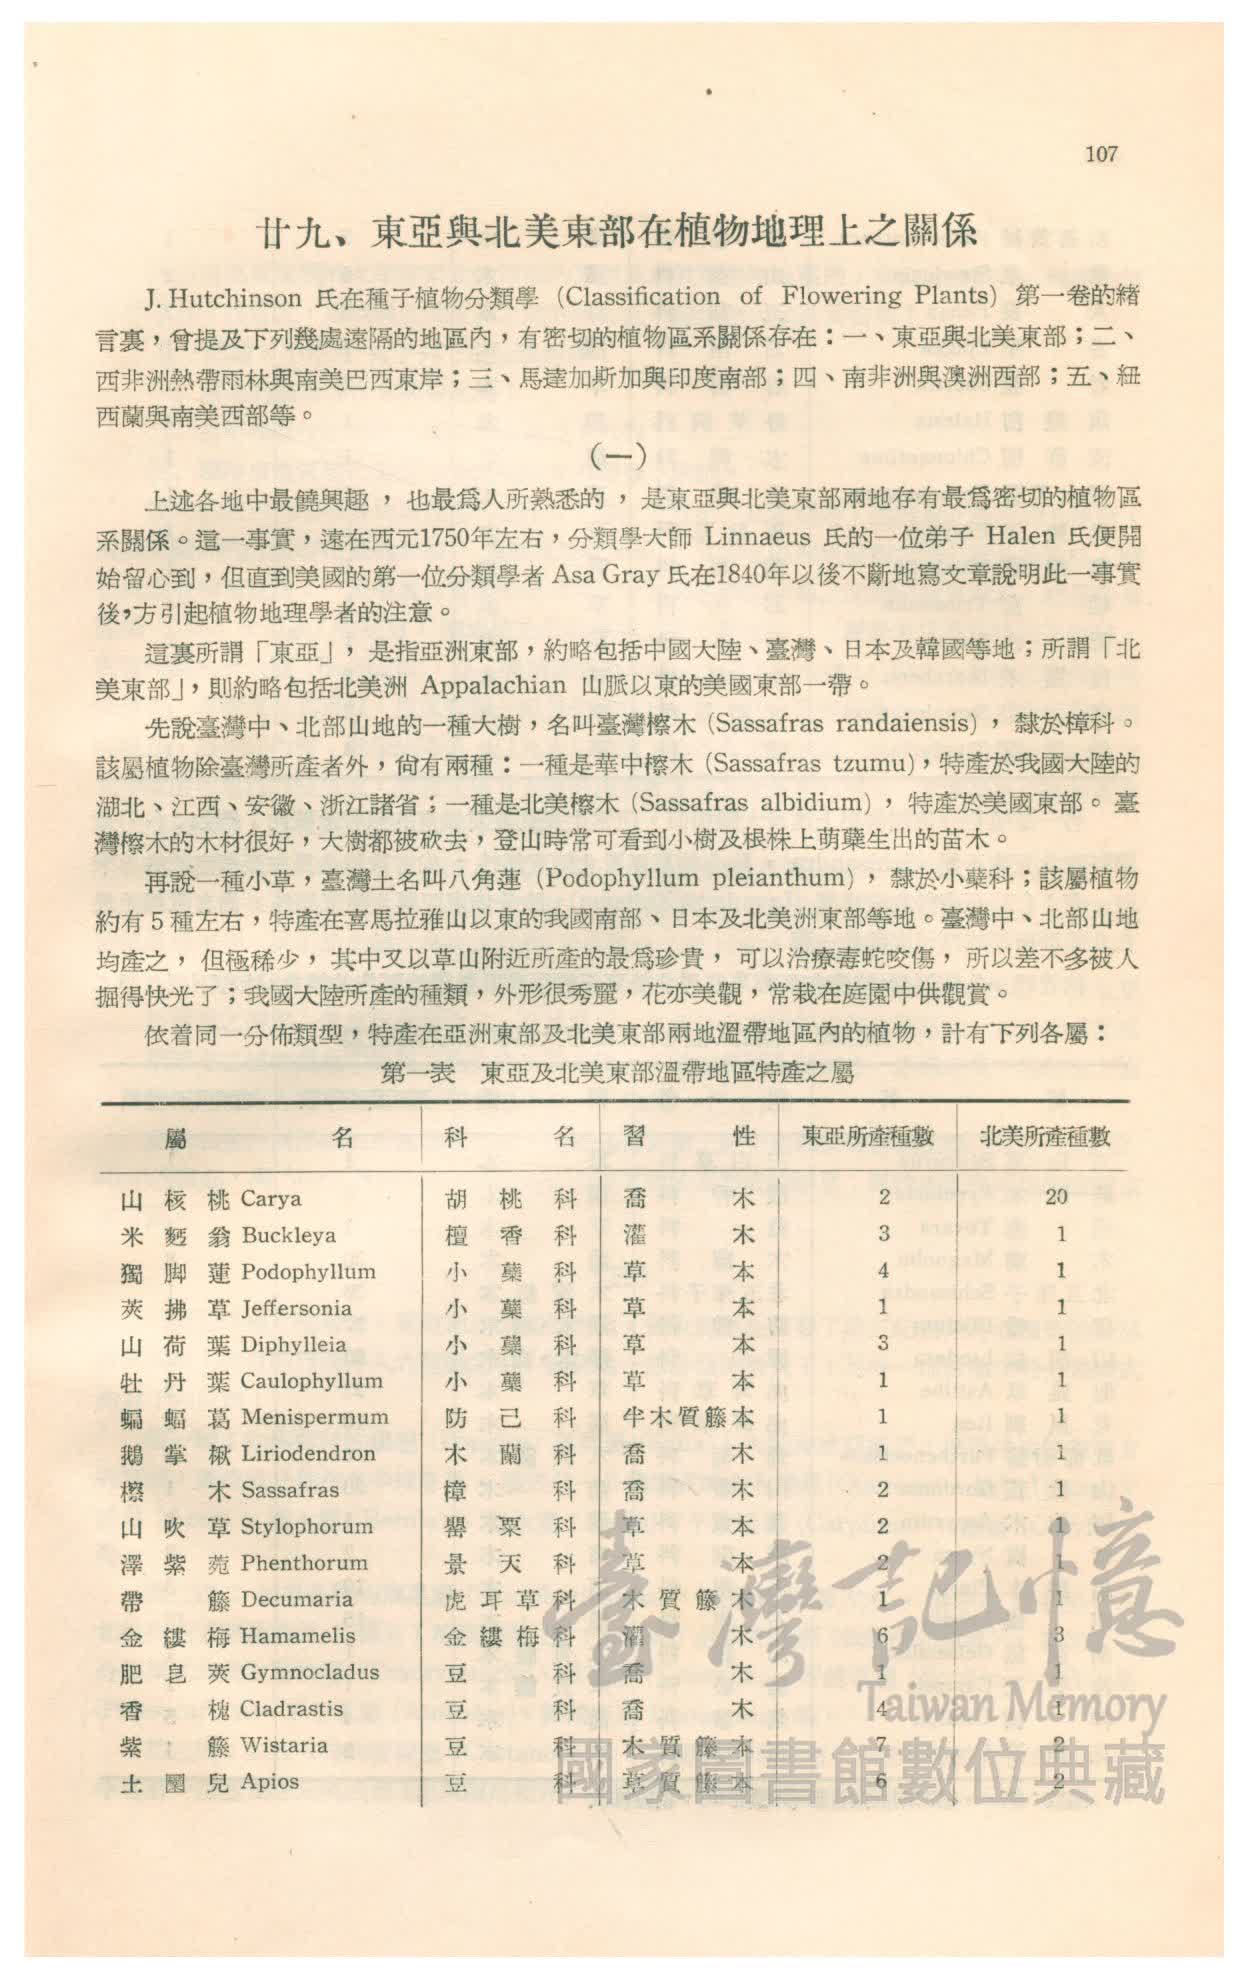 107
廿九、東亞與北美東部在植物地理上之關係
J. Hutchinson 氏在種子植物分類學 (Classification of Flowering Plants) 第一卷的緒
言裏，曾提及下列幾處遠隔的地區內，有密切的植物區系關係存在：一、東亞與北美東部；二、
西非洲熱帶雨林與南美巴西東岸；三、馬達加斯加與印度南部；四、南非洲與澳洲西部；五、紐
西蘭與南美西部等。
(一)
上述各地中最饒興趣，也最爲人所熟悉的，是東亞與北美東部兩地存有最爲密切的植物區
系關係。這一事實，遠在西元1750年左右，分類學大師 Linnaeus 氏的一位弟子 Halen 氏便開
始留心到，但直到美國的第一位分類學者 Asa Gray 氏在1840年以後不斷地寫文章說明此一事實
後，方引起植物地理學者的注意。
這裏所謂「東亞」，是指亞洲東部，約略包括中國大陸、臺灣、日本及韓國等地；所謂「北
美東部」，則約略包括北美洲 Appalachian 山脈以東的美國東部一帶。
先說臺灣中、北部山地的一種大樹，名叫臺灣檫木 (Sassafras randaiensis)，隸於樟科。
該屬植物除臺灣所產者外，尙有兩種：一種是華中檫木 (Sassafras tzumu)，特產於我國大陸的
湖北、江西、安徽、浙江諸省；一種是北美檫木 (Sassafras albidium)，特產於美國東部。臺
灣檫木的木材很好，大樹都被砍去，登山時常可看到小樹及根株上萌蘗生出的苗木。
再說一種小草，臺灣土名叫八角蓮 (Podophyllum pleianthum)，隸於小蘗科；該屬植物
約有 5 種左右，特產在喜馬拉雅山以東的我國南部、日本及北美洲東部等地。臺灣中、北部山地
均產之，但極稀少，其中又以草山附近所產的最爲珍貴，可以治療毒蛇咬傷，所以差不多被人
掘得快光了；我國大陸所產的種類，外形很秀麗，花亦美觀，常栽在庭園中供觀賞。
依着同一分佈類型，特產在亞洲東部及北美東部兩地溫帶地區內的植物，計有下列各屬：
第一表 東亞及北美東部溫帶地區特產之屬
屬名 科名 習性 東亞所產種數 北美所產種數
山核桃 Carya 胡桃科 喬木 2 20
米麪翁 Buckleya 檀香科 灌木 3 1
獨脚蓮 Podophyllum 小蘗科 草本 4 1
莢拂草 Jeffersonia 小蘗科 草本 1 1
山荷葉 Diphylleia 小蘗科 草本 3 1
牡丹葉 Caulophyllum 小蘗科 草本 1 1
蝙蝠葛 Menispermum 防己科 半木質籐本 1 1
鵝掌楸 Liriodendron 木蘭科 喬木 1 1
檫木 Sassafras 樟科 喬木 2 1
山吹草 Stylophorum 罌粟科 草本 2 1
澤紫菀 Phenthorum 景天科 草本 2 1
帶籐 Decumaria 虎耳草科 木質籐本 1 1
金縷梅 Hamamelis 金縷梅科 灌木 6 3
肥皂莢 Gymnocladus 豆科 喬木 1 1
香槐 Cladrastis 豆科 喬木 4 1
紫籐 Wistaria 豆科 木質籐本 7 2
土圞兒 Apios 豆科 草質籐本 6 2
臺灣記憶
Taiwan Memory
國家圖書館數位典藏